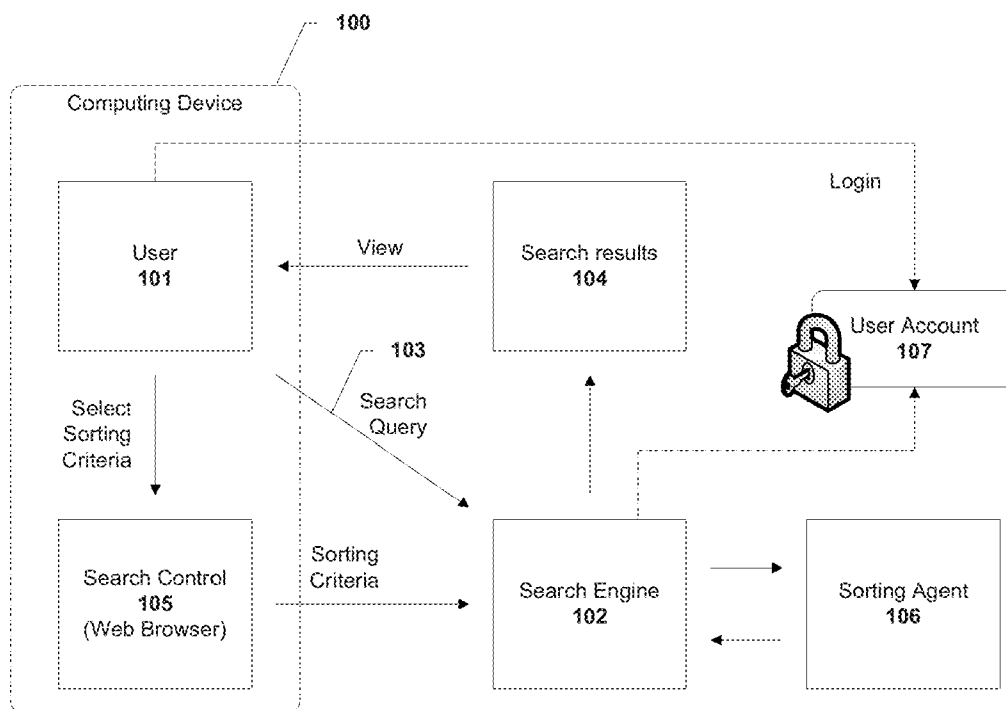 100
Computing Device
Login
User
101
View
Search results
104
User Account
107
103
Search
Query
Select
Sorting
Criteria
Search Control
105
(Web Browser)
Sorting
Criteria
Search Engine
102
Sorting Agent
106